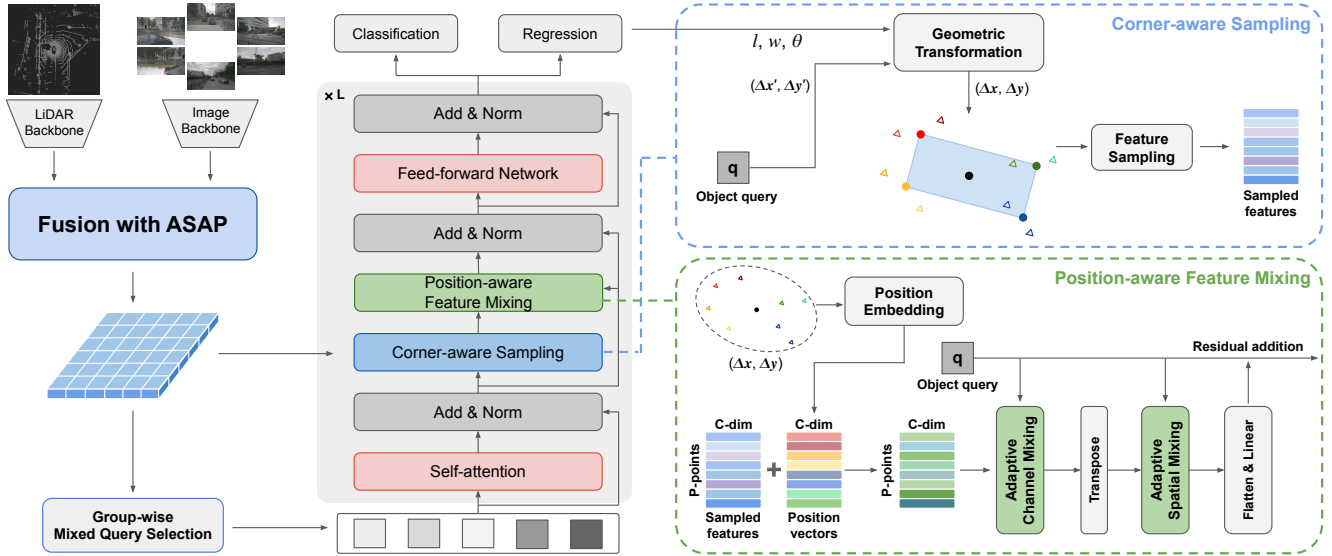 LiDAR
Backbone
Image
Backbone
Fusion with ASAP
Group-wise
Mixed Query Selection
Classification
Regression
× L
Add & Norm
Feed-forward Network
Add & Norm
Position-aware
Feature Mixing
Corner-aware Sampling
Add & Norm
Self-attention
Corner-aware Sampling
l, w, θ
Geometric
Transformation
(Δx′, Δy′)
(Δx, Δy)
q
Object query
Feature
Sampling
Sampled
features
Position-aware Feature Mixing
(Δx, Δy)
Position
Embedding
q
Object query
Residual addition
C-dim
P-points
Sampled
features
+
C-dim
Position
vectors
C-dim
P-points
Adaptive
Channel Mixing
Transpose
Adaptive
Spatial Mixing
Flatten & Linear